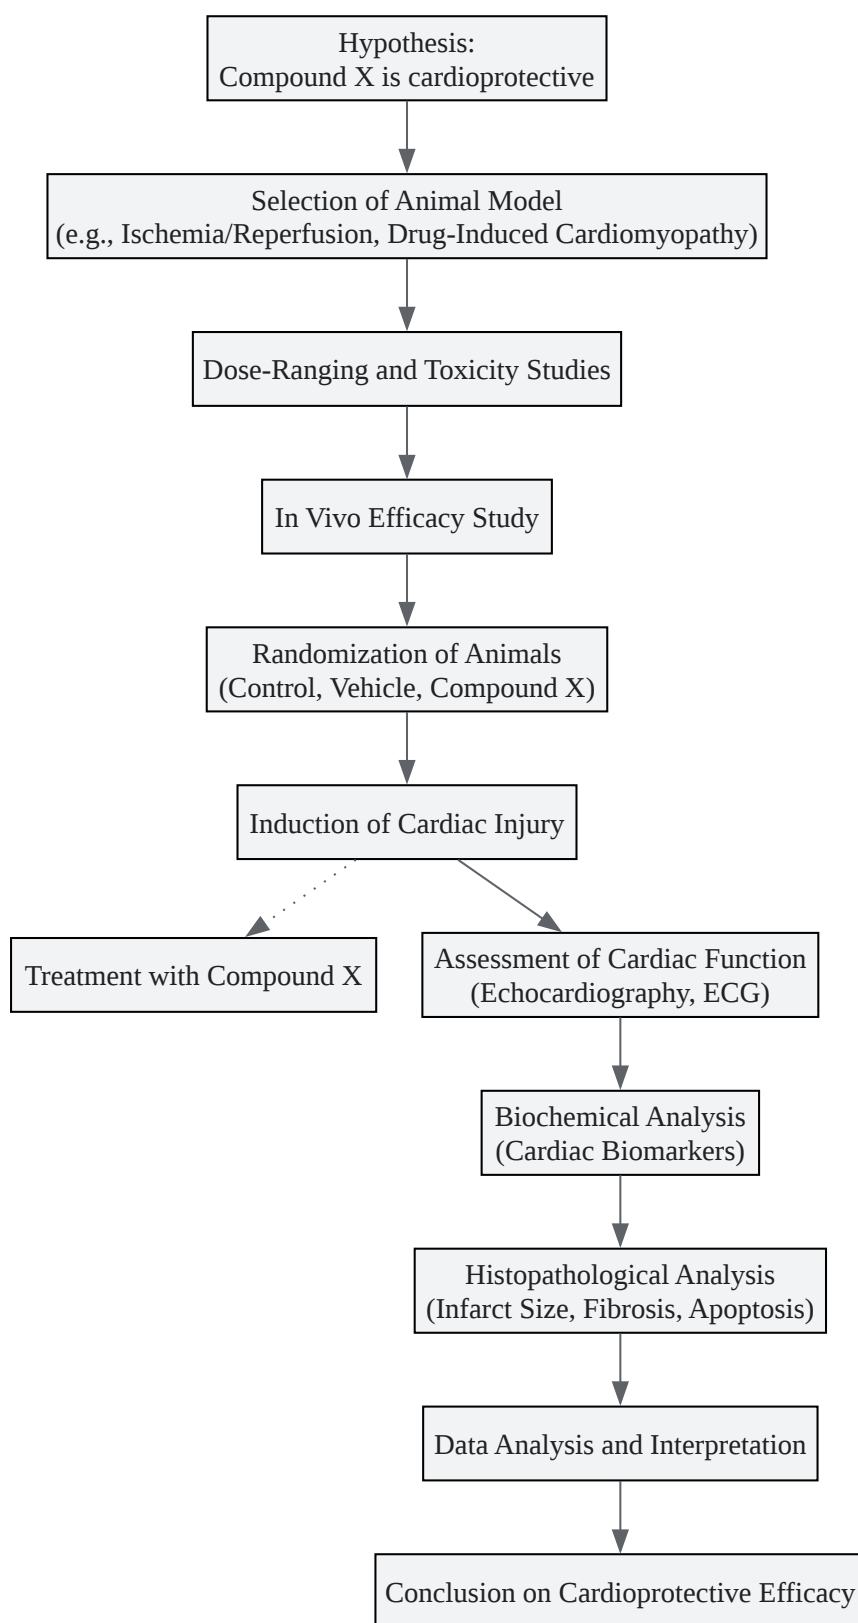 Hypothesis:
Compound X is cardioprotective
Selection of Animal Model
(e.g., Ischemia/Reperfusion, Drug-Induced Cardiomyopathy)
Dose-Ranging and Toxicity Studies
In Vivo Efficacy Study
Randomization of Animals
(Control, Vehicle, Compound X)
Induction of Cardiac Injury
Treatment with Compound X
Assessment of Cardiac Function
(Echocardiography, ECG)
Biochemical Analysis
(Cardiac Biomarkers)
Histopathological Analysis
(Infarct Size, Fibrosis, Apoptosis)
Data Analysis and Interpretation
Conclusion on Cardioprotective Efficacy